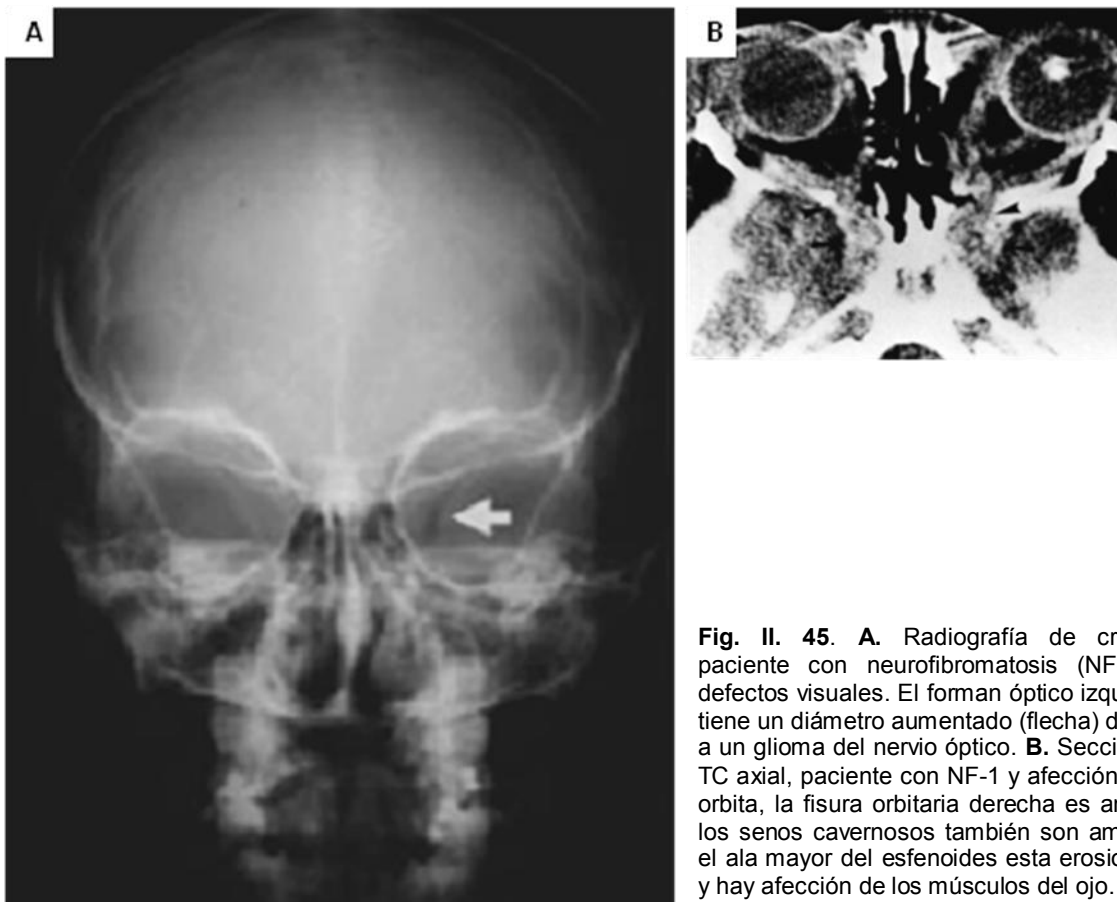 A
B
Fig. II. 45. A. Radiografía de cr
paciente con neurofibromatosis (NF
defectos visuales. El forman óptico izqu
tiene un diámetro aumentado (flecha) d
a un glioma del nervio óptico. B. Secci
TC axial, paciente con NF-1 y afección
orbita, la fisura orbitaria derecha es
los senos cavernosos también son am
el ala mayor del esfenoides esta erosi
y hay afección de los músculos del ojo.